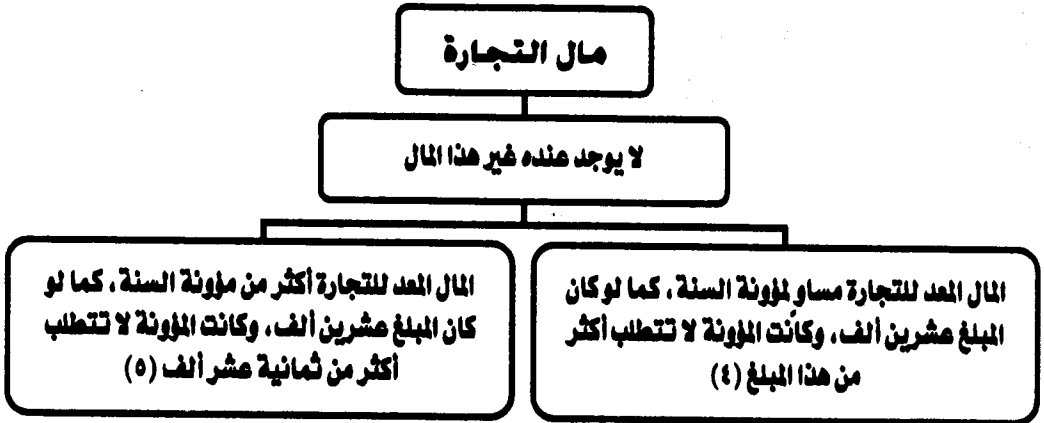 مال التجارة
لا يوجد عنده غير هذا المال
المال المعد للتجارة مساوٍ لمؤونة السنة، كما لو كان
المبلغ عشرين ألف، وكانت المؤونة لا تتطلب أكثر
من هذا المبلغ (٤)
المال المعد للتجارة أكثر من مؤونة السنة، كما لو
كان المبلغ عشرين ألف، وكانت المؤونة لا تتطلب
أكثر من ثمانية عشر ألف (٥)